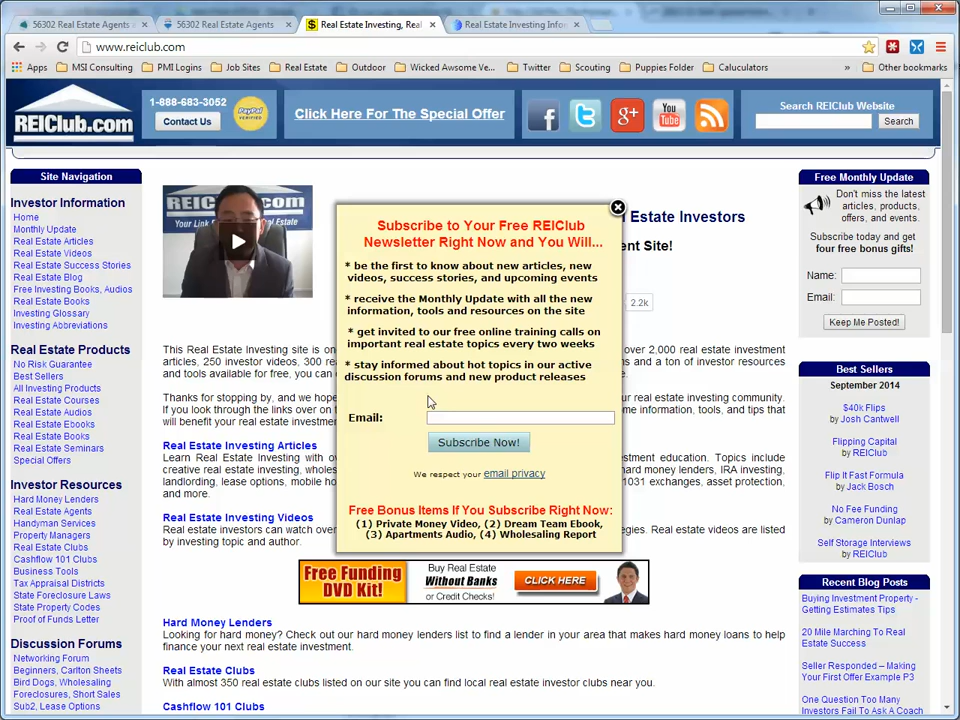 56302 Real Estate Agents
56302 Real Estate Agents
Real Estate Investing, Real
Real Estate Investing Infor
www.reiclub.com
Apps
MSI Consulting
PMI Logins
Job Sites
Real Estate
Outdoor
Wicked Awsome Ve...
Twitter
Scouting
Puppies Folder
Caluculators
»
Other bookmarks
REIClub.com
1-888-683-3052
Contact Us
PayPal
VERIFIED
Click Here For The Special Offer
You
Tube
Search REIClub Website
Search
Site Navigation
Investor Information
Home
Monthly Update
Real Estate Articles
Real Estate Videos
Real Estate Success Stories
Real Estate Blog
Free Investing Books, Audios
Real Estate Books
Investing Glossary
Investing Abbreviations
Real Estate Products
No Risk Guarantee
Best Sellers
All Investing Products
Real Estate Courses
Real Estate Audios
Real Estate Ebooks
Real Estate Books
Real Estate Seminars
Special Offers
Investor Resources
Hard Money Lenders
Real Estate Agents
Handyman Services
Property Managers
Real Estate Clubs
Cashflow 101 Clubs
Business Tools
Tax Appraisal Districts
State Foreclosure Laws
State Property Codes
Proof of Funds Letter
Discussion Forums
Networking Forum
Beginners, Carlton Sheets
Bird Dogs, Wholesaling
Foreclosures, Short Sales
Sub2, Lease Options
Estate Investors
ent Site!
2.2k
This Real Estate Investing site is on over 2,000 real estate investment
articles, 250 investor videos, 300 re and a ton of investor resources
and tools available for free, you can
Thanks for stopping by, and we hope investing community.
If you look through the links over on ome information, tools, and tips that
will benefit your real estate investment
Real Estate Investing Articles
Learn Real Estate Investing with ov tment education. Topics include
creative real estate investing, whole hard money lenders, IRA investing,
landlording, lease options, mobile ho 1031 exchanges, asset protection,
and more.
Real Estate Investing Videos
Real estate investors can watch over egies. Real estate videos are listed
by investing topic and author.
Subscribe to Your Free REIClub
Newsletter Right Now and You Will...
* be the first to know about new articles, new
videos, success stories, and upcoming events
* receive the Monthly Update with all the new
information, tools and resources on the site
* get invited to our free online training calls on
important real estate topics every two weeks
* stay informed about hot topics in our active
discussion forums and new product releases
Email:
Subscribe Now!
We respect your email privacy
Free Bonus Items If You Subscribe Right Now:
(1) Private Money Video, (2) Dream Team Ebook,
(3) Apartments Audio, (4) Wholesaling Report
Free Funding
DVD Kit!
Buy Real Estate
Without Banks
or Credit Checks!
CLICK HERE
Hard Money Lenders
Looking for hard money? Check out our hard money lenders list to find a lender in your area that makes hard money loans to help
finance your next real estate investment.
Real Estate Clubs
With almost 350 real estate clubs listed on our site you can find local real estate investor clubs near you.
Cashflow 101 Clubs
Free Monthly Update
Don't miss the latest
articles, products,
offers, and events.
Subscribe today and get
four free bonus gifts!
Name:
Email:
Keep Me Posted!
Best Sellers
September 2014
$40k Flips
by Josh Cantwell
Flipping Capital
by REIClub
Flip It Fast Formula
by Jack Bosch
No Fee Funding
by Cameron Dunlap
Self Storage Interviews
by REIClub
Recent Blog Posts
Buying Investment Property -
Getting Estimates Tips
20 Mile Marching To Real
Estate Success
Seller Responded – Making
Your First Offer Example P3
One Question Too Many
Investors Fail To Ask A Coach